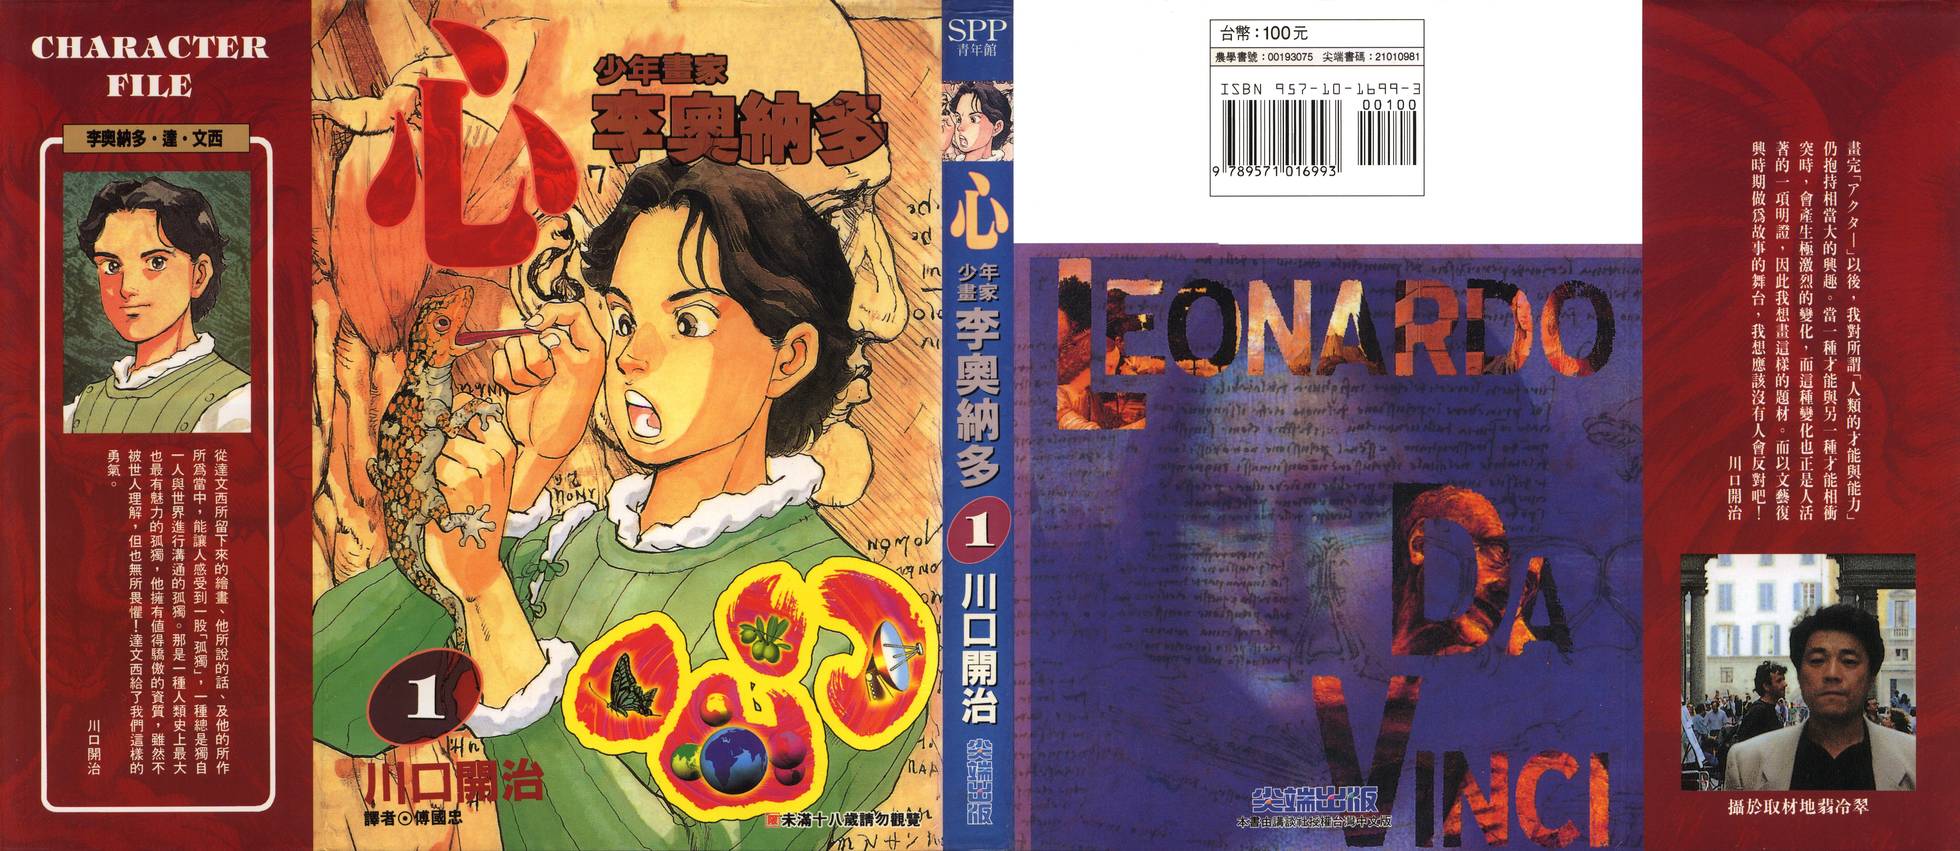 CHARACTER
FILE
李奧納多・達・文西
從達文西所留下來的繪畫、他所說的話、及他的所作
所為當中，能讓人感受到一股「孤獨」，一種總是獨自
一人與世界進行溝通的孤獨。那是一種人類史上最大
也最有魅力的孤獨，他擁有值得驕傲的資質，雖然不
被世人理解，但也無所畏懼！達文西給了我們這樣的
勇氣。
川口開治
心
少年畫家
李奧納多
1
川口開治
譯者⊙傅國忠
限未滿十八歲請勿觀覽
SPP
青年館
心
少年
畫家
李奧納多
1
川口開治
尖端出版
台幣：100元
農學書號：00193075 尖端書碼：21010981
ISBN 957-10-1699-3
00100
9 789571 016993
LEONARDO
DA
VINCI
尖端出版
本書由講談社授權台灣中文版
畫完「アクター」以後，我對所謂「人類的才能與能力」
仍抱持相當大的興趣。當一種才能與另一種才能相衝
突時，會產生極激烈的變化，而這種變化也正是人活
著的一項明證，因此我想畫這樣的題材。而以文藝復
興時期做為故事的舞台，我想應該沒有人會反對吧！
川口開治
攝於取材地翡冷翠